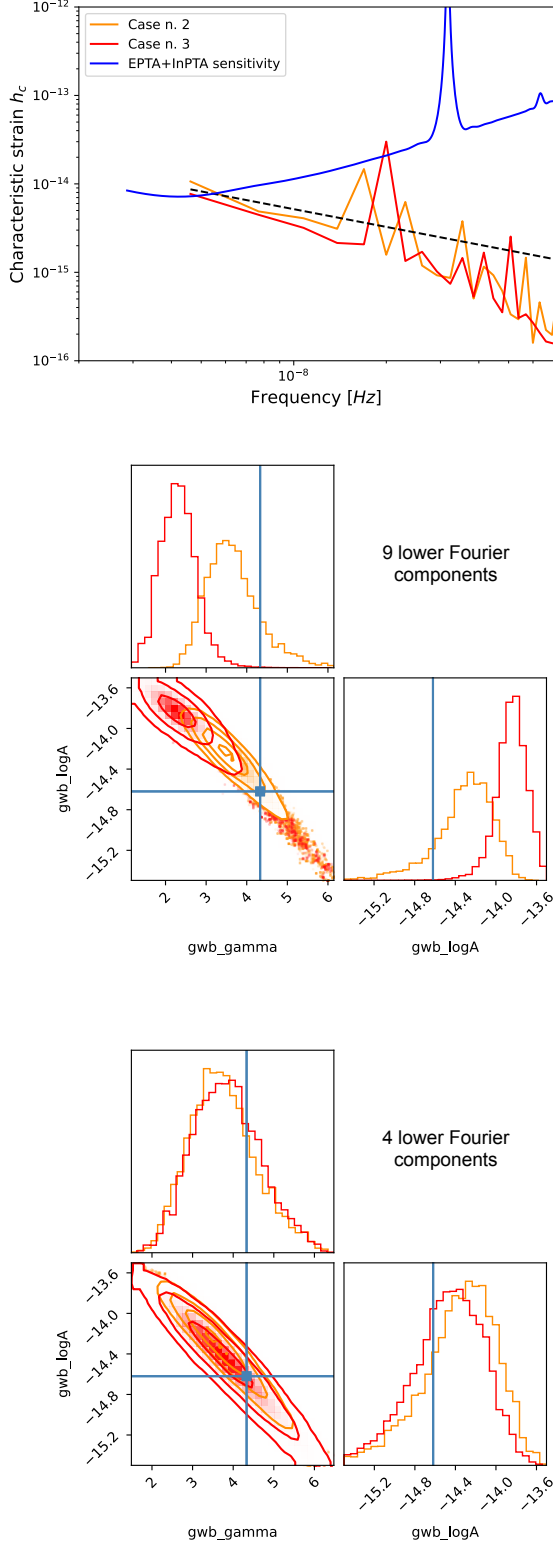 10⁻¹²
Case n. 2
Case n. 3
EPTA+InPTA sensitivity
10⁻¹³
10⁻¹⁴
10⁻¹⁵
10⁻¹⁶
Characteristic strain h_c
10⁻⁸
Frequency [Hz]
9 lower Fourier
components
−13.6
−14.0
−14.4
−14.8
−15.2
gwb_logA
2 3 4 5 6
gwb_gamma
−15.2 −14.8 −14.4 −14.0 −13.6
gwb_logA
4 lower Fourier
components
−13.6
−14.0
−14.4
−14.8
−15.2
gwb_logA
2 3 4 5 6
gwb_gamma
−15.2 −14.8 −14.4 −14.0 −13.6
gwb_logA